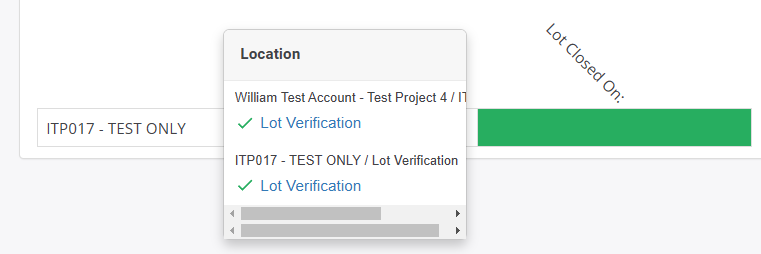 Location
Lot Closed On:
William Test Account - Test Project 4 /
Lot Verification
ITP017 - TEST ONLY
ITP017 - TEST ONLY / Lot Verification
Lot Verification